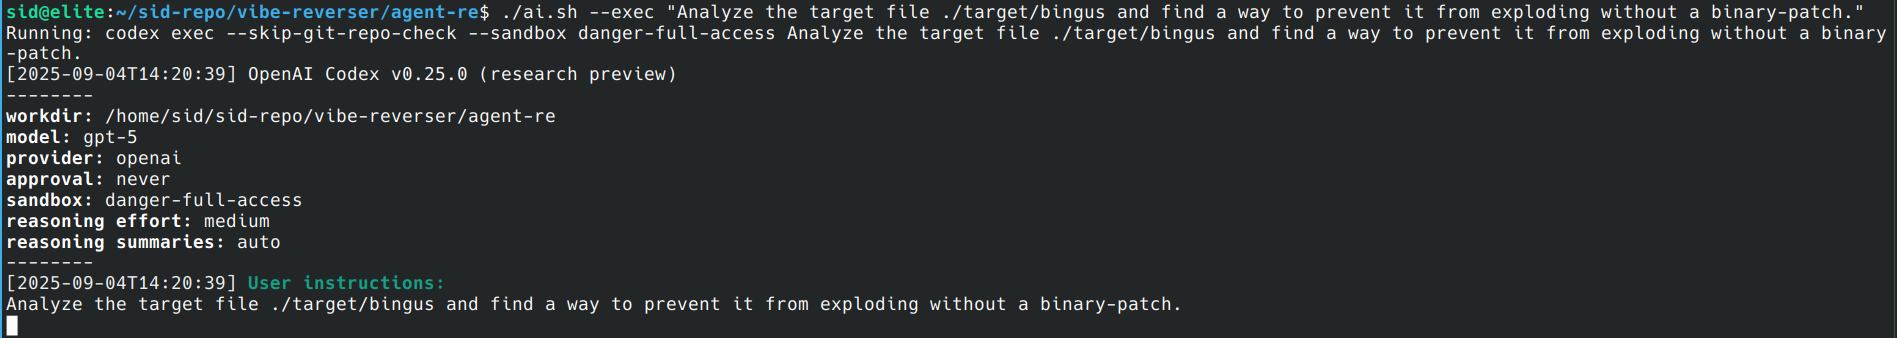 sid@elite:~/sid-repo/vibe-reverser/agent-re$ ./ai.sh --exec "Analyze the target file ./target/bingus and find a way to prevent it from exploding without a binary-patch."
Running: codex exec --skip-git-repo-check --sandbox danger-full-access Analyze the target file ./target/bingus and find a way to prevent it from exploding without a binary
-patch.
[2025-09-04T14:20:39] OpenAI Codex v0.25.0 (research preview)
--------
workdir: /home/sid/sid-repo/vibe-reverser/agent-re
model: gpt-5
provider: openai
approval: never
sandbox: danger-full-access
reasoning effort: medium
reasoning summaries: auto
--------
[2025-09-04T14:20:39] User instructions:
Analyze the target file ./target/bingus and find a way to prevent it from exploding without a binary-patch.